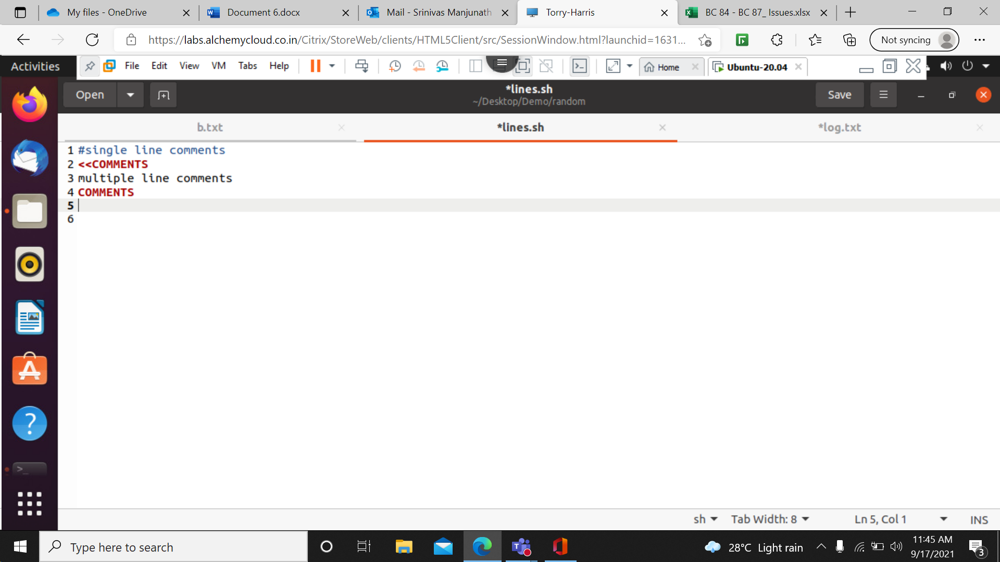 My files - OneDrive
Document 6.docx
Mail - Srinivas Manjunath
Torry-Harris
BC 84 - BC 87_ Issues.xlsx
https://labs.alchemycloud.co.in/Citrix/StoreWeb/clients/HTML5Client/src/SessionWindow.html?launchid=1631...
Not syncing
Activities
File Edit View VM Tabs Help
Home
Ubuntu-20.04
Open
*lines.sh
~/Desktop/Demo/random
Save
b.txt
*lines.sh
*log.txt
1 #single line comments
2 <<COMMENTS
3 multiple line comments
4 COMMENTS
5
6
sh Tab Width: 8 Ln 5, Col 1 INS
Type here to search
28°C Light rain
11:45 AM
9/17/2021
3